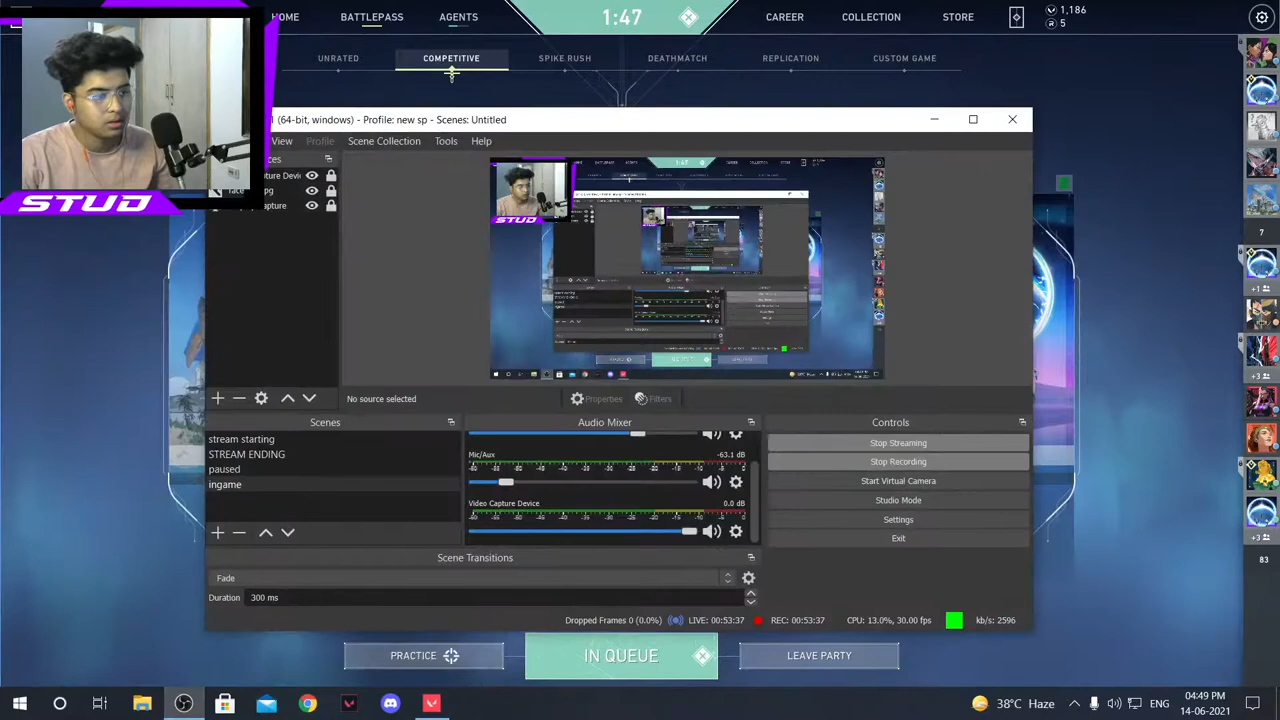 HOME
BATTLEPASS
AGENTS
1:47
CAREER
COLLECTION
STORE
1,186
5
UNRATED
COMPETITIVE
SPIKE RUSH
DEATHMATCH
REPLICATION
CUSTOM GAME
STUD
(64-bit, windows) - Profile: new sp - Scenes: Untitled
View
Profile
Scene Collection
Tools
Help
No source selected
Properties
Filters
Scenes
stream starting
STREAM ENDING
paused
ingame
Audio Mixer
Mic/Aux
-63.1 dB
Video Capture Device
0.0 dB
Controls
Stop Streaming
Stop Recording
Start Virtual Camera
Studio Mode
Settings
Exit
Scene Transitions
Fade
Duration
300 ms
Dropped Frames 0 (0.0%)
LIVE: 00:53:37
REC: 00:53:37
CPU: 13.0%, 30.00 fps
kb/s: 2596
PRACTICE
IN QUEUE
LEAVE PARTY
7
+1
+3
+3
83
38°C Haze
ENG
04:49 PM
14-06-2021